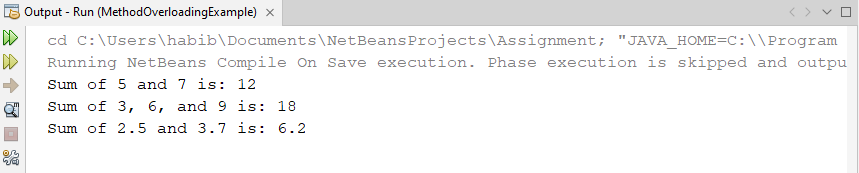 Output - Run (MethodOverloadingExample) ×
cd C:\Users\habib\Documents\NetBeansProjects\Assignment; "JAVA_HOME=C:\\Program
Running NetBeans Compile On Save execution. Phase execution is skipped and outpu
Sum of 5 and 7 is: 12
Sum of 3, 6, and 9 is: 18
Sum of 2.5 and 3.7 is: 6.2